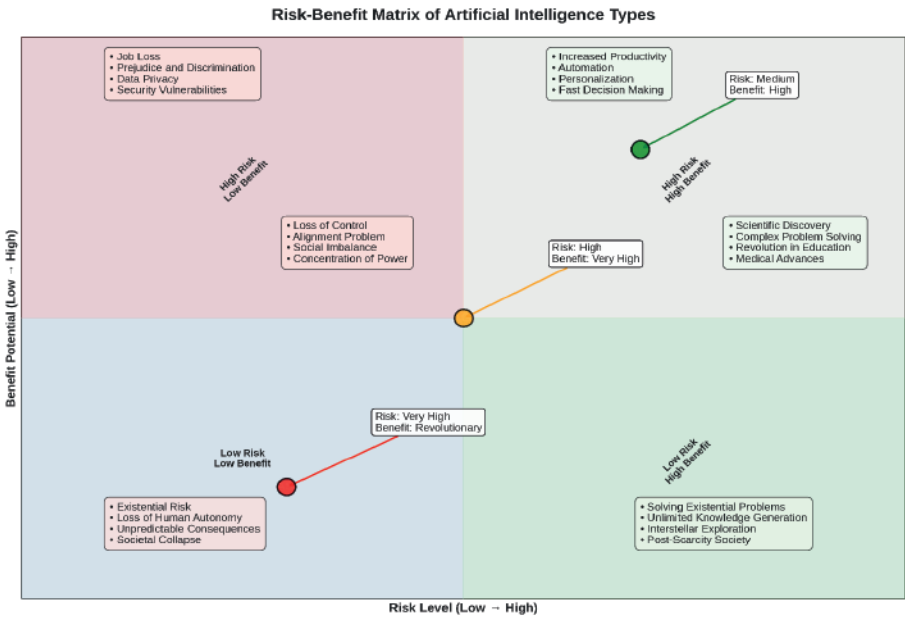 Risk-Benefit Matrix of Artificial Intelligence Types
• Job Loss
• Prejudice and Discrimination
• Data Privacy
• Security Vulnerabilities
• Increased Productivity
• Automation
• Personalization
• Fast Decision Making
Risk: Medium
Benefit: High
High Risk
Low Benefit
High Risk
High Benefit
• Loss of Control
• Alignment Problem
• Social Imbalance
• Concentration of Power
Risk: High
Benefit: Very High
• Scientific Discovery
• Complex Problem Solving
• Revolution in Education
• Medical Advances
Benefit Potential (Low → High)
Risk: Very High
Benefit: Revolutionary
Low Risk
Low Benefit
Low Risk
High Benefit
• Existential Risk
• Loss of Human Autonomy
• Unpredictable Consequences
• Societal Collapse
• Solving Existential Problems
• Unlimited Knowledge Generation
• Interstellar Exploration
• Post-Scarcity Society
Risk Level (Low → High)